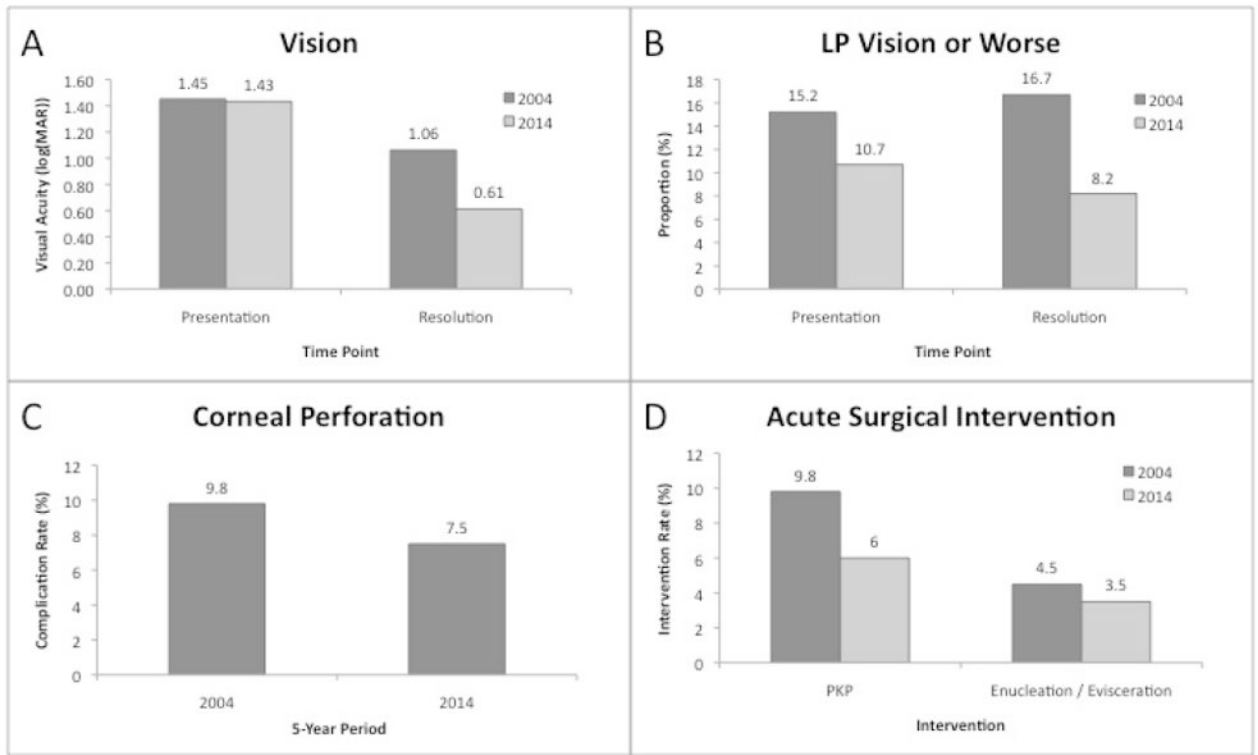 A
Vision
1.60
1.40
1.20
1.00
0.80
0.60
0.40
0.20
0.00
Visual Acuity (log(MAR))
1.45
1.43
1.06
0.61
2004
2014
Presentation
Resolution
Time Point
B
LP Vision or Worse
18
16
14
12
10
8
6
4
2
0
Proportion (%)
15.2
10.7
16.7
8.2
2004
2014
Presentation
Resolution
Time Point
C
Corneal Perforation
12
10
8
6
4
2
0
Complication Rate (%)
9.8
7.5
2004
2014
5-Year Period
D
Acute Surgical Intervention
12
10
8
6
4
2
0
Intervention Rate (%)
9.8
6
4.5
3.5
2004
2014
PKP
Enucleation / Evisceration
Intervention